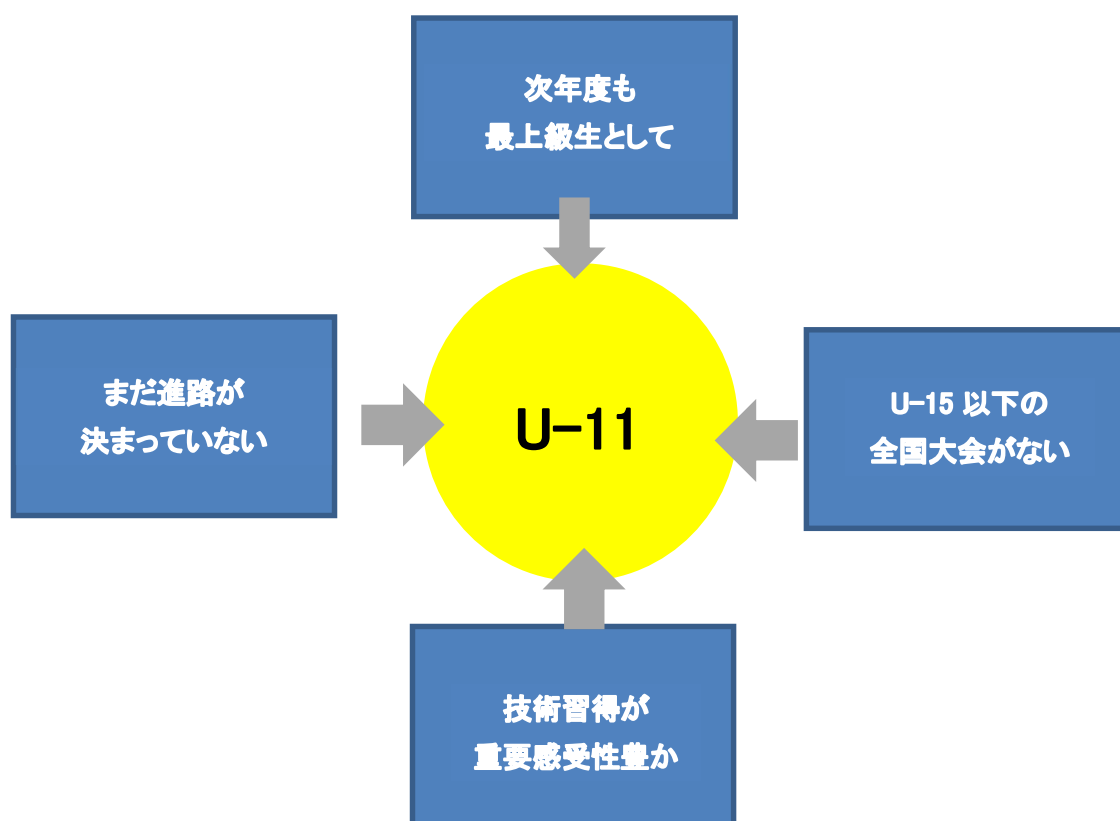 次年度も
最上級生として
まだ進路が
決まっていない
U-11
U-15 以下の
全国大会がない
技術習得が
重要感受性豊か